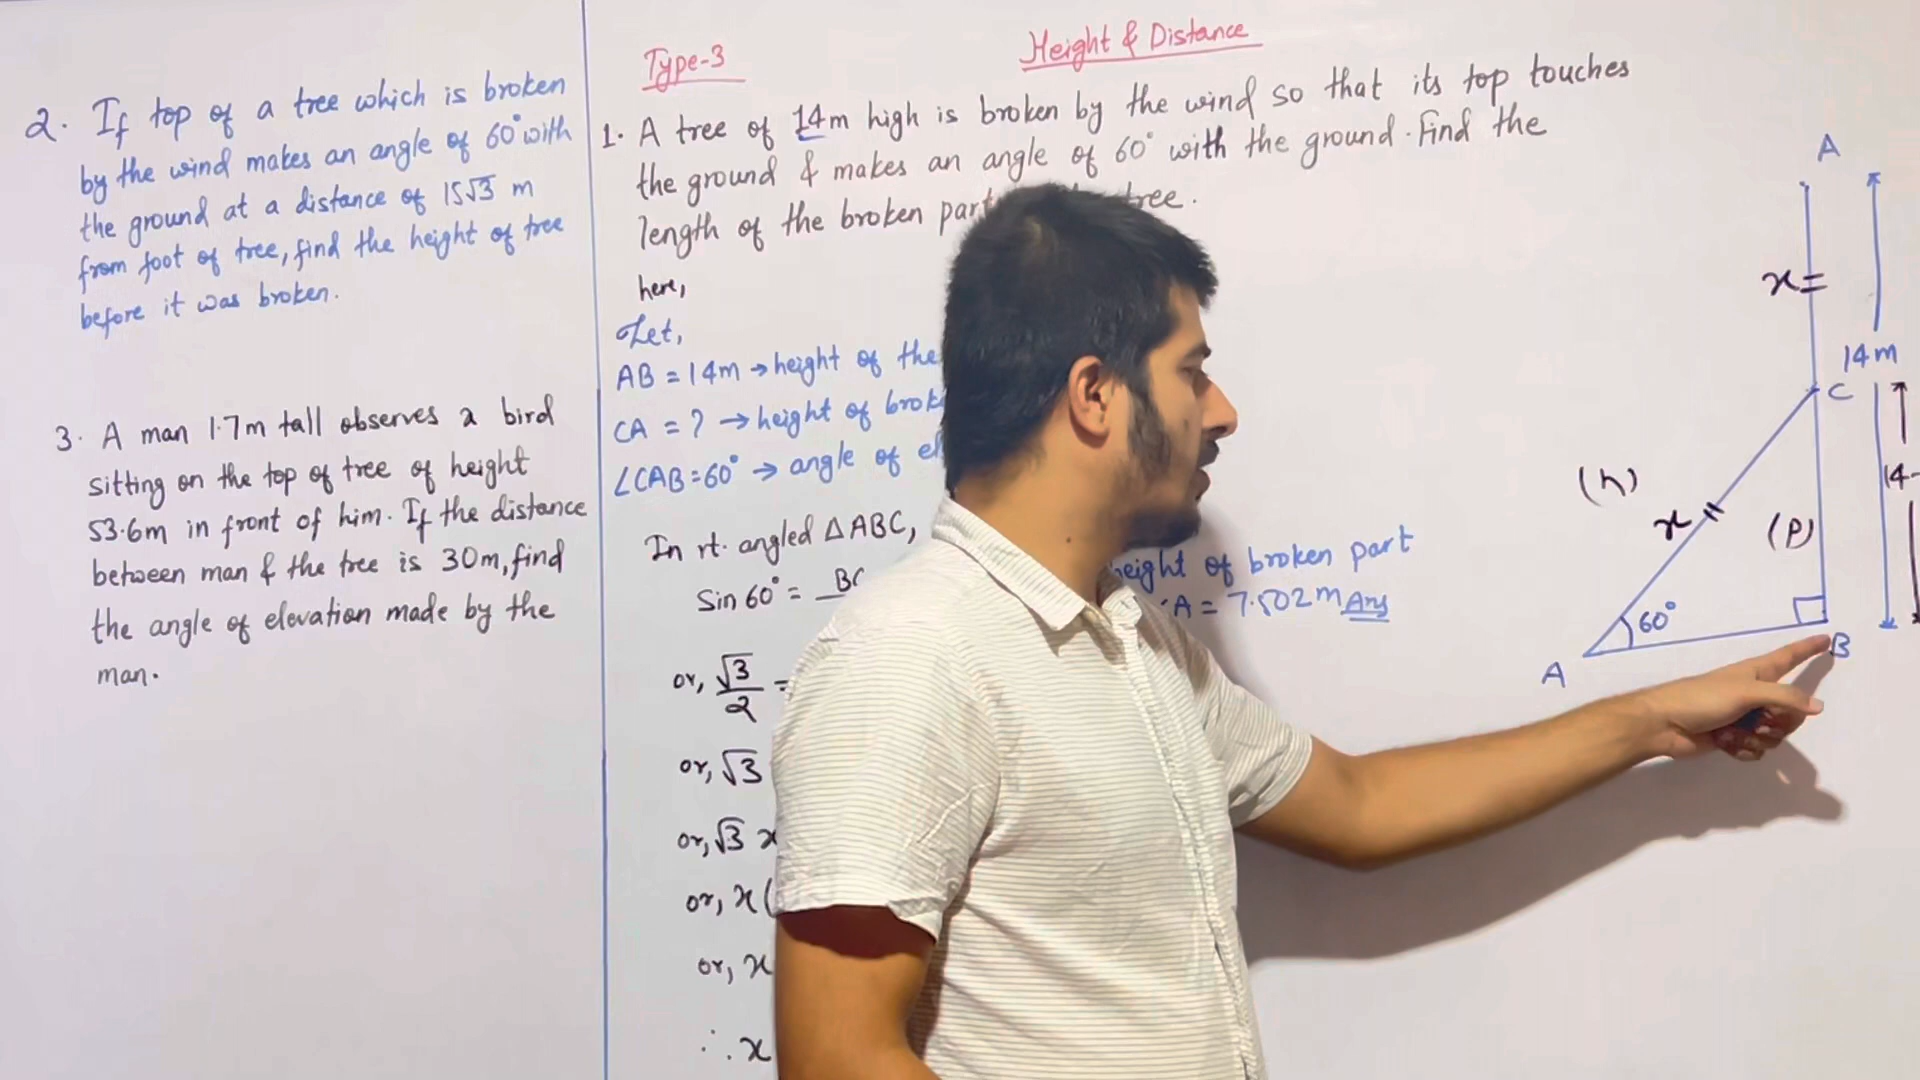 Type-3
Height & Distance
2. If top of a tree which is broken
by the wind makes an angle of 60° with
the ground at a distance of 15√3 m
from foot of tree, find the height of tree
before it was broken.
3. A man 1.7m tall observes a bird
sitting on the top of tree of height
53.6m in front of him. If the distance
between man & the tree is 30m, find
the angle of elevation made by the
man.
1. A tree of 14m high is broken by the wind so that its top touches
the ground & makes an angle of 60° with the ground. Find the
length of the broken part tree.
here,
Let,
AB = 14m → height of the
CA = ? → height of
∠CAB = 60° → angle of
In rt. angled △ABC,
Sin 60° = BC
or, √3/2 =
or, √3
or, √3 x
or, x (
or, x
∴ x
height of broken part
A = 7.502m Ans
A
x
14m
C
(h)
x
(p)
14-
60°
A
B